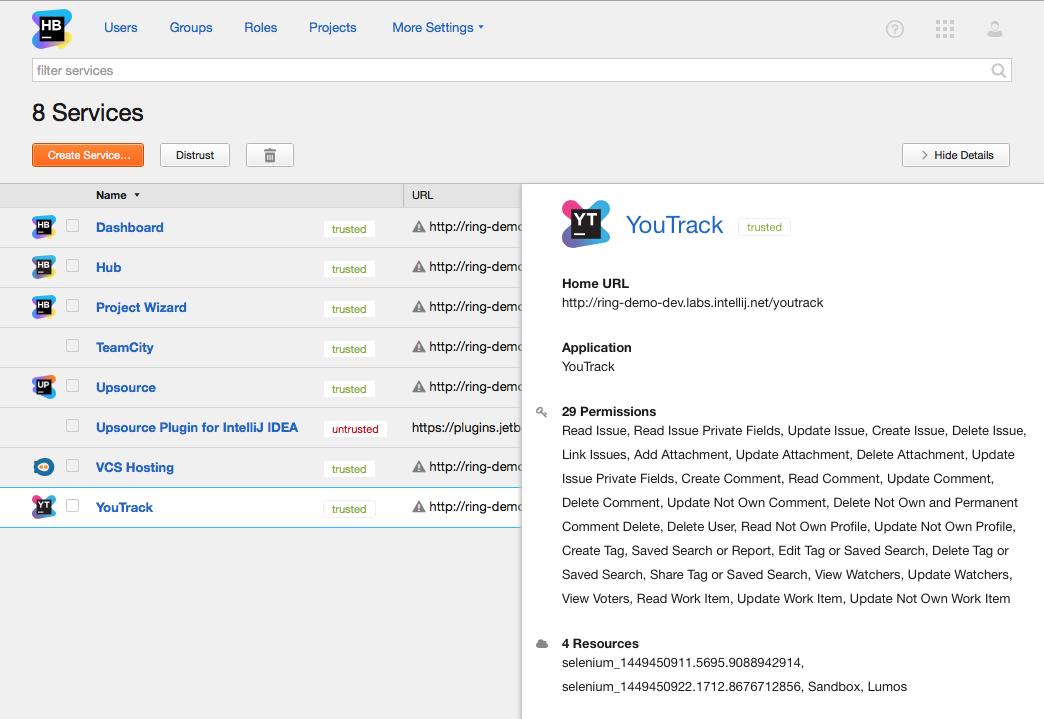 HB
Users Groups Roles Projects More Settings
?
filter services
8 Services
Create Service... Distrust Hide Details
Name URL
HB Dashboard trusted http://ring-demo
HB Hub trusted http://ring-demo
HB Project Wizard trusted http://ring-demo
TeamCity trusted http://ring-demo
UP Upsource trusted http://ring-demo
Upsource Plugin for IntelliJ IDEA untrusted https://plugins.jetb
VCS Hosting trusted http://ring-demo
YT YouTrack trusted http://ring-demo
YT YouTrack trusted
Home URL
http://ring-demo-dev.labs.intellij.net/youtrack
Application
YouTrack
29 Permissions
Read Issue, Read Issue Private Fields, Update Issue, Create Issue, Delete Issue,
Link Issues, Add Attachment, Update Attachment, Delete Attachment, Update
Issue Private Fields, Create Comment, Read Comment, Update Comment,
Delete Comment, Update Not Own Comment, Delete Not Own and Permanent
Comment Delete, Delete User, Read Not Own Profile, Update Not Own Profile,
Create Tag, Saved Search or Report, Edit Tag or Saved Search, Delete Tag or
Saved Search, Share Tag or Saved Search, View Watchers, Update Watchers,
View Voters, Read Work Item, Update Work Item, Update Not Own Work Item
4 Resources
selenium_1449450911.5695.9088942914,
selenium_1449450922.1712.8676712856, Sandbox, Lumos